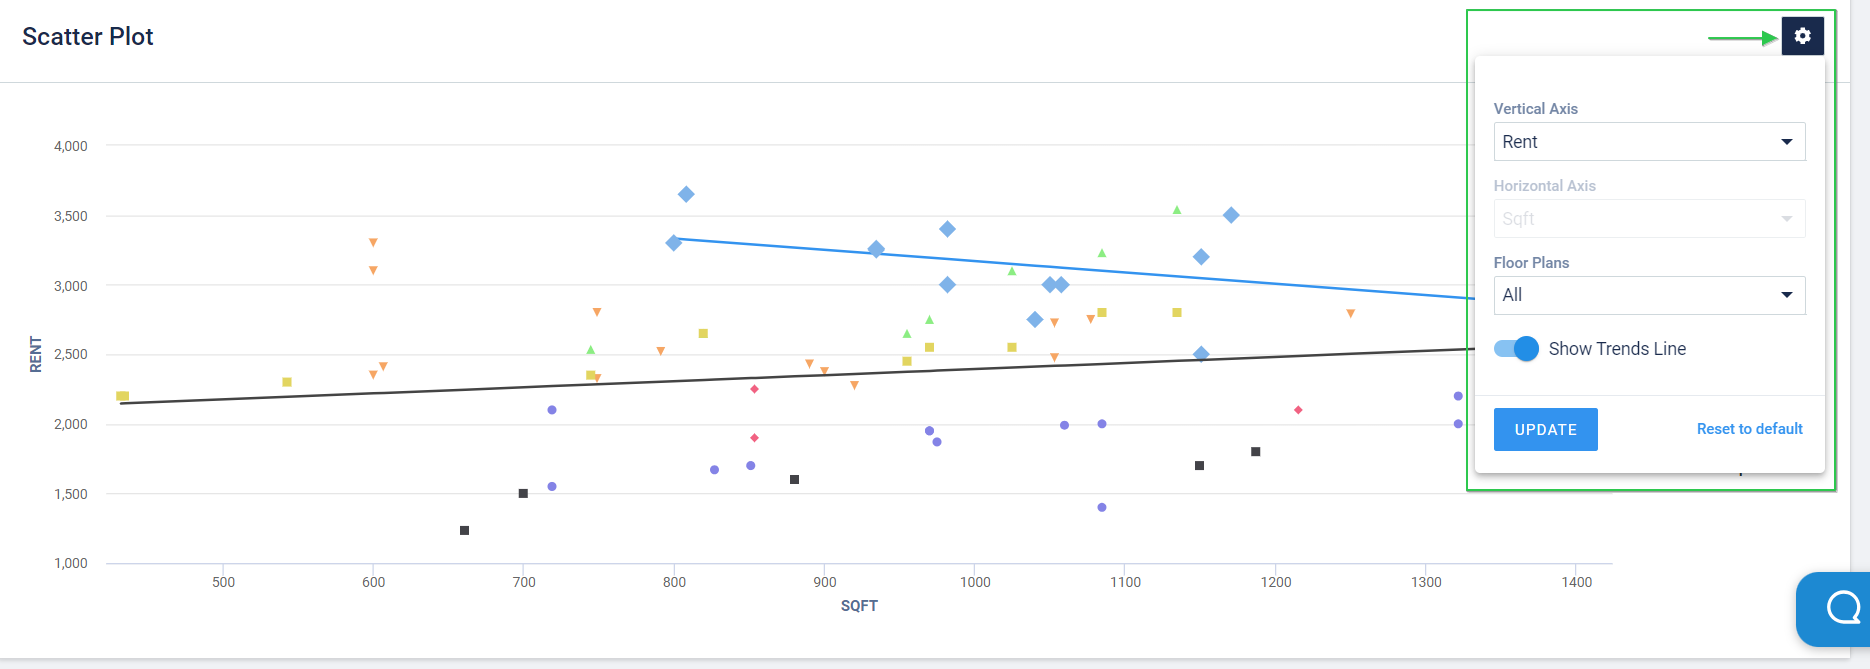 Scatter Plot
Vertical Axis
Rent
Horizontal Axis
Sqft
Floor Plans
All
Show Trends Line
UPDATE
Reset to default
4,000
3,500
3,000
2,500
2,000
1,500
1,000
RENT
500
600
700
800
900
1000
1100
1200
1300
1400
SQFT